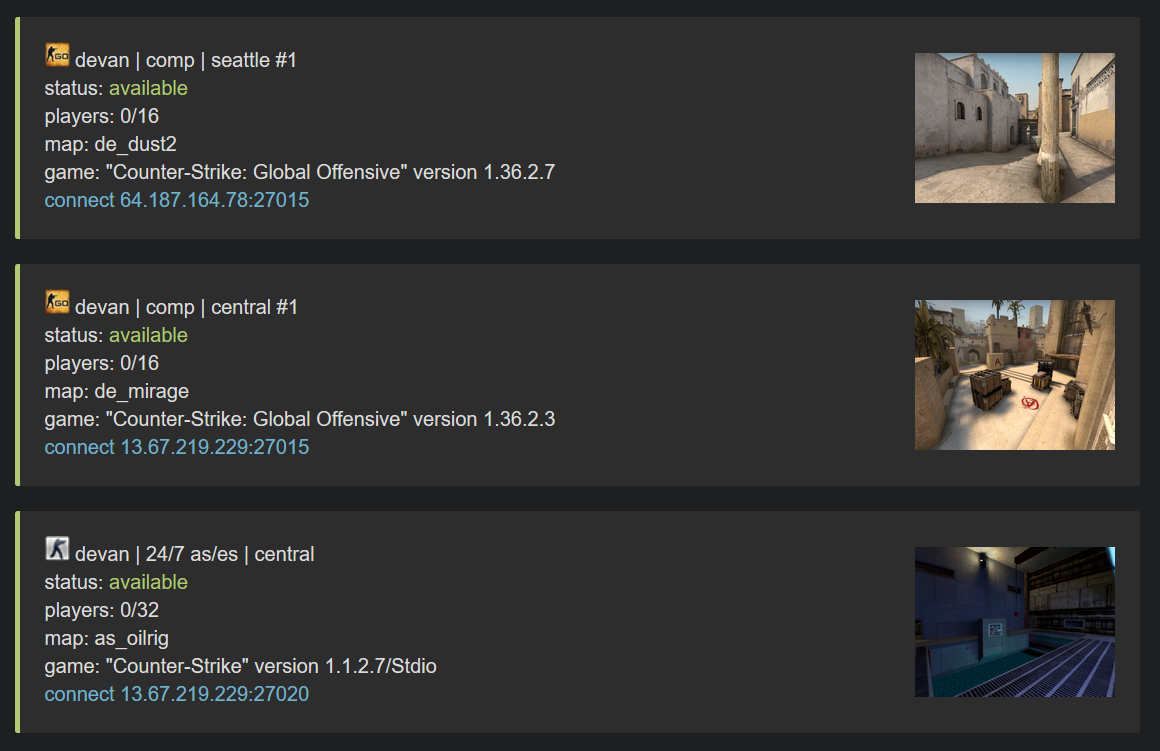 GO devan | comp | seattle #1
status: available
players: 0/16
map: de_dust2
game: "Counter-Strike: Global Offensive" version 1.36.2.7
connect 64.187.164.78:27015
GO devan | comp | central #1
status: available
players: 0/16
map: de_mirage
game: "Counter-Strike: Global Offensive" version 1.36.2.3
connect 13.67.219.229:27015
A
devan | 24/7 as/es | central
status: available
players: 0/32
map: as_oilrig
game: "Counter-Strike" version 1.1.2.7/Stdio
connect 13.67.219.229:27020